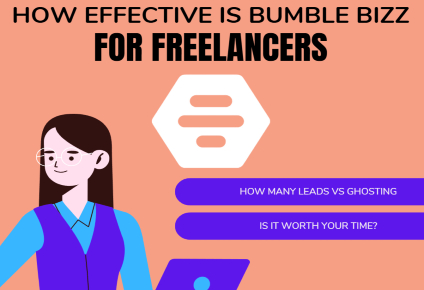 HOW EFFECTIVE IS BUMBLE BIZZ
FOR FREELANCERS
HOW MANY LEADS VS GHOSTING
IS IT WORTH YOUR TIME?